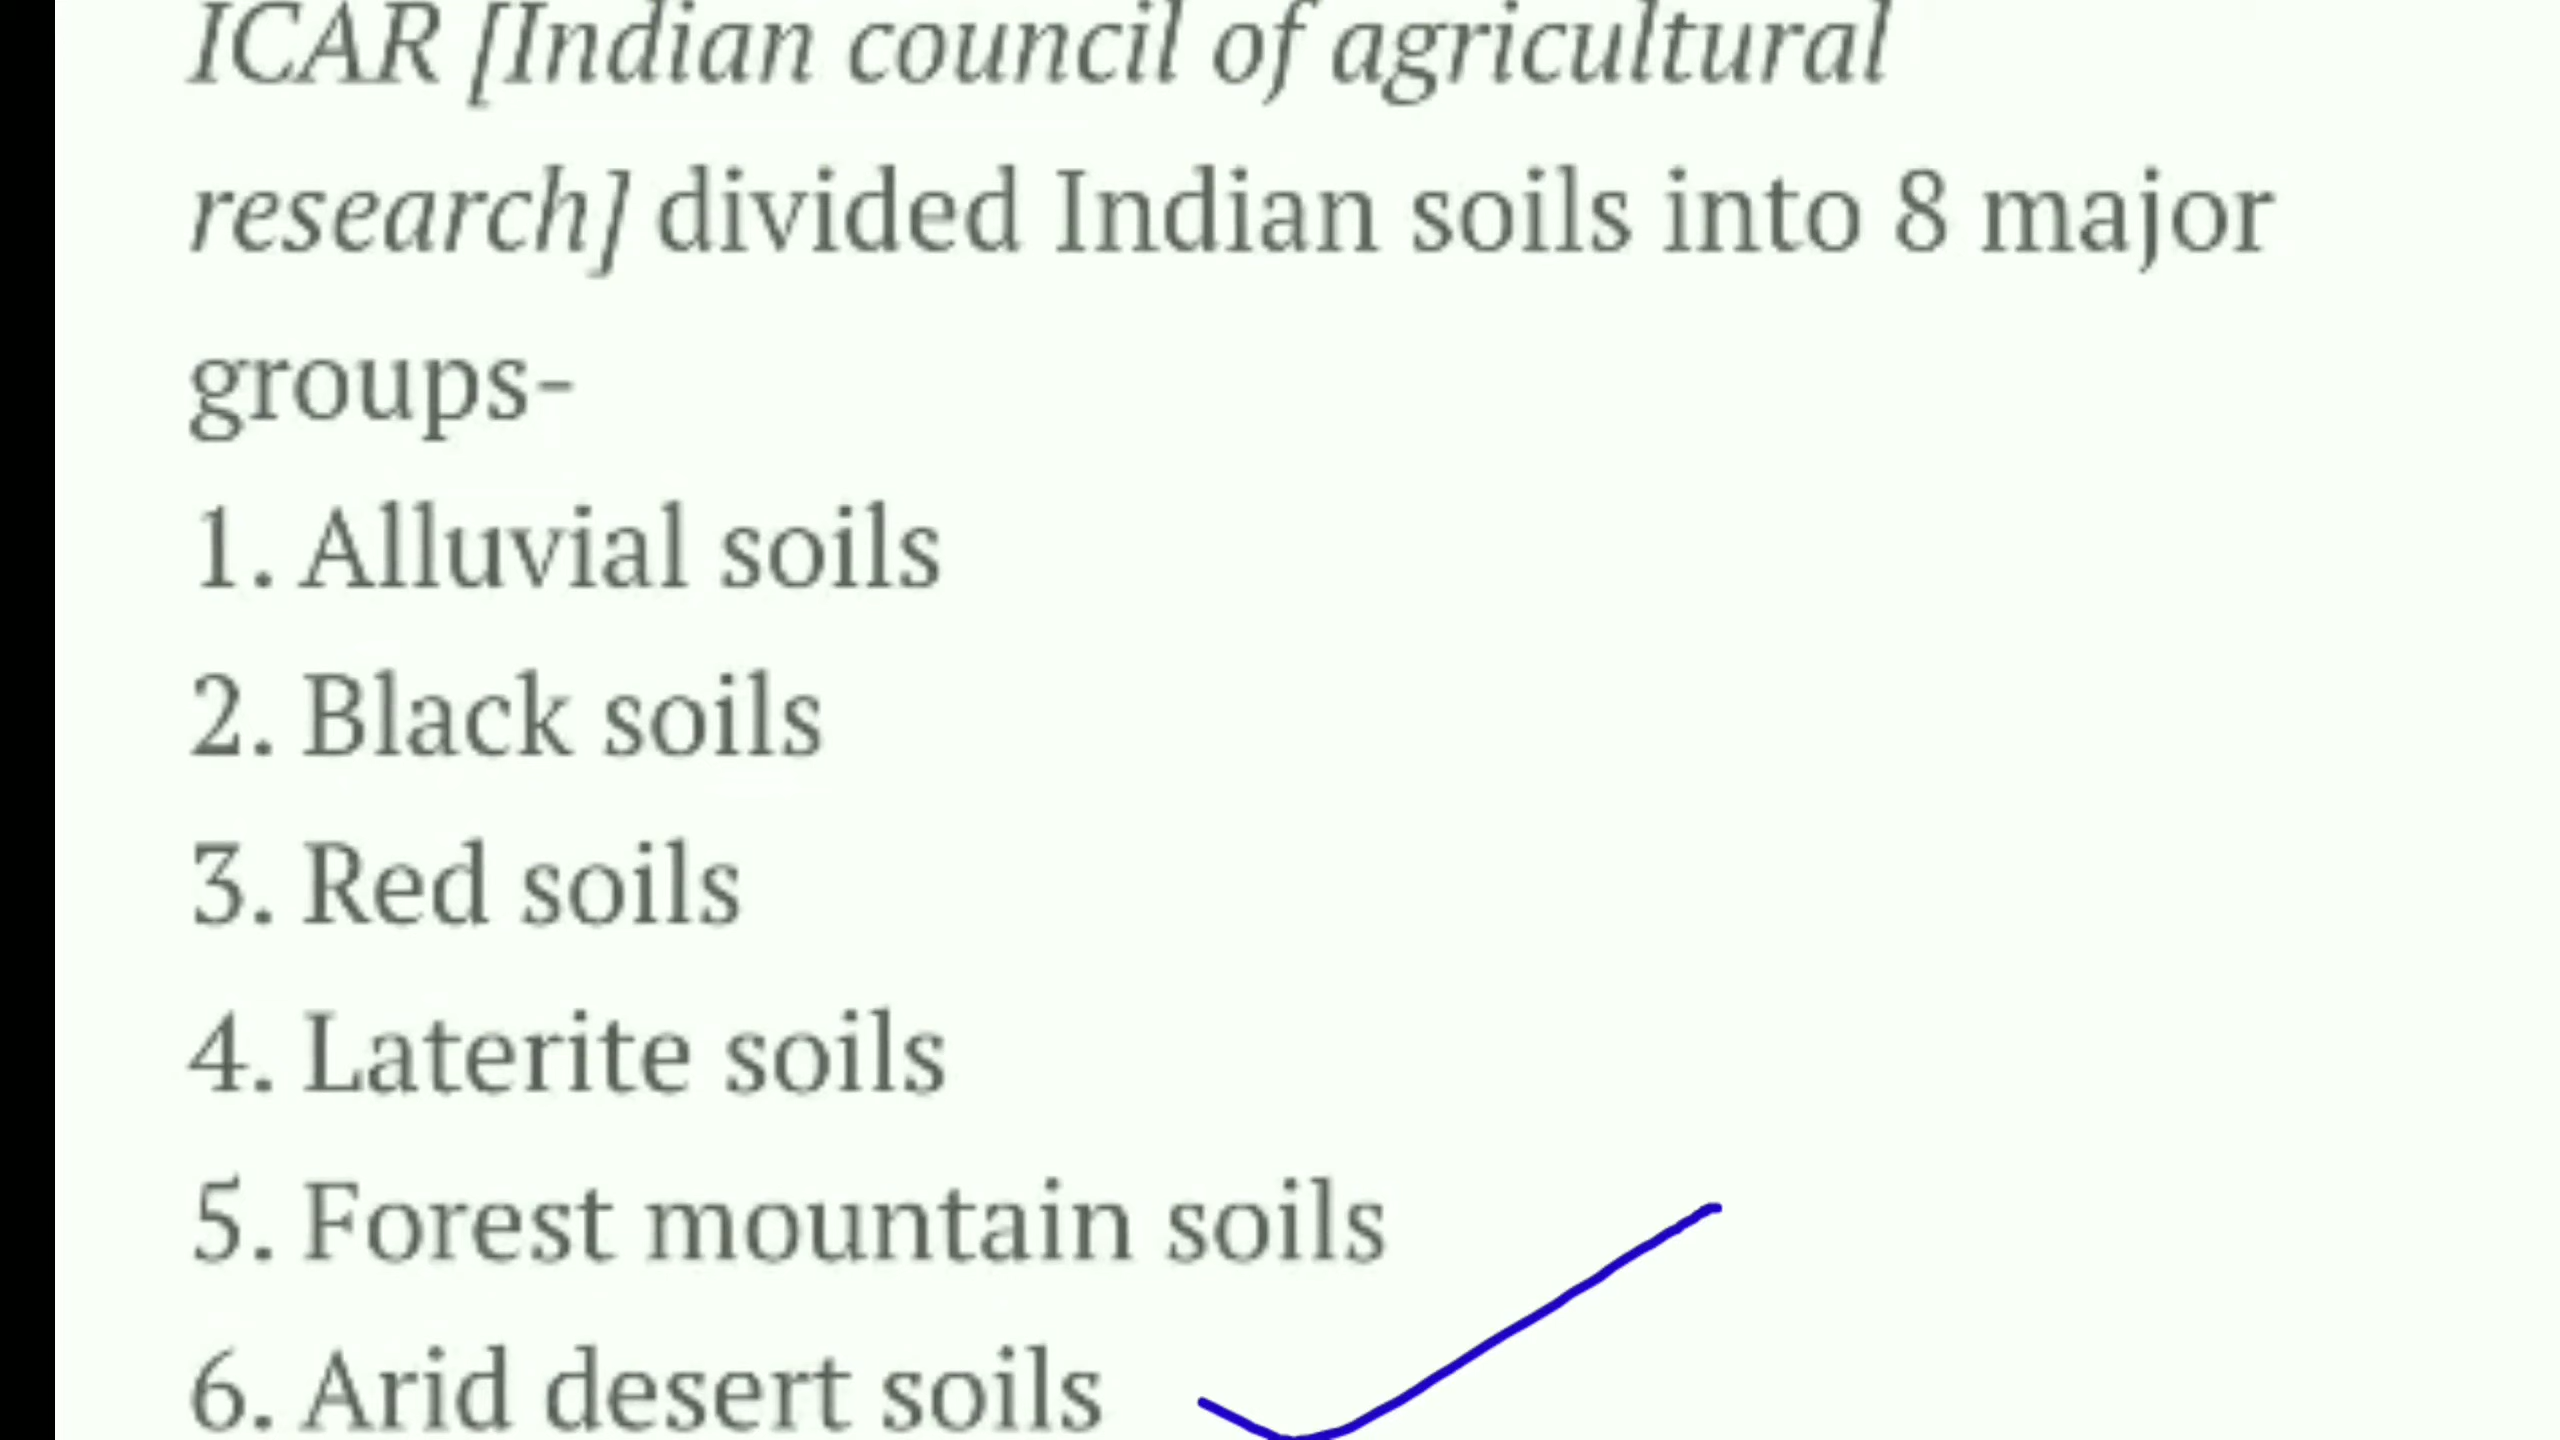 ICAR [Indian council of agricultural
research] divided Indian soils into 8 major
groups-
1. Alluvial soils
2. Black soils
3. Red soils
4. Laterite soils
5. Forest mountain soils
6. Arid desert soils